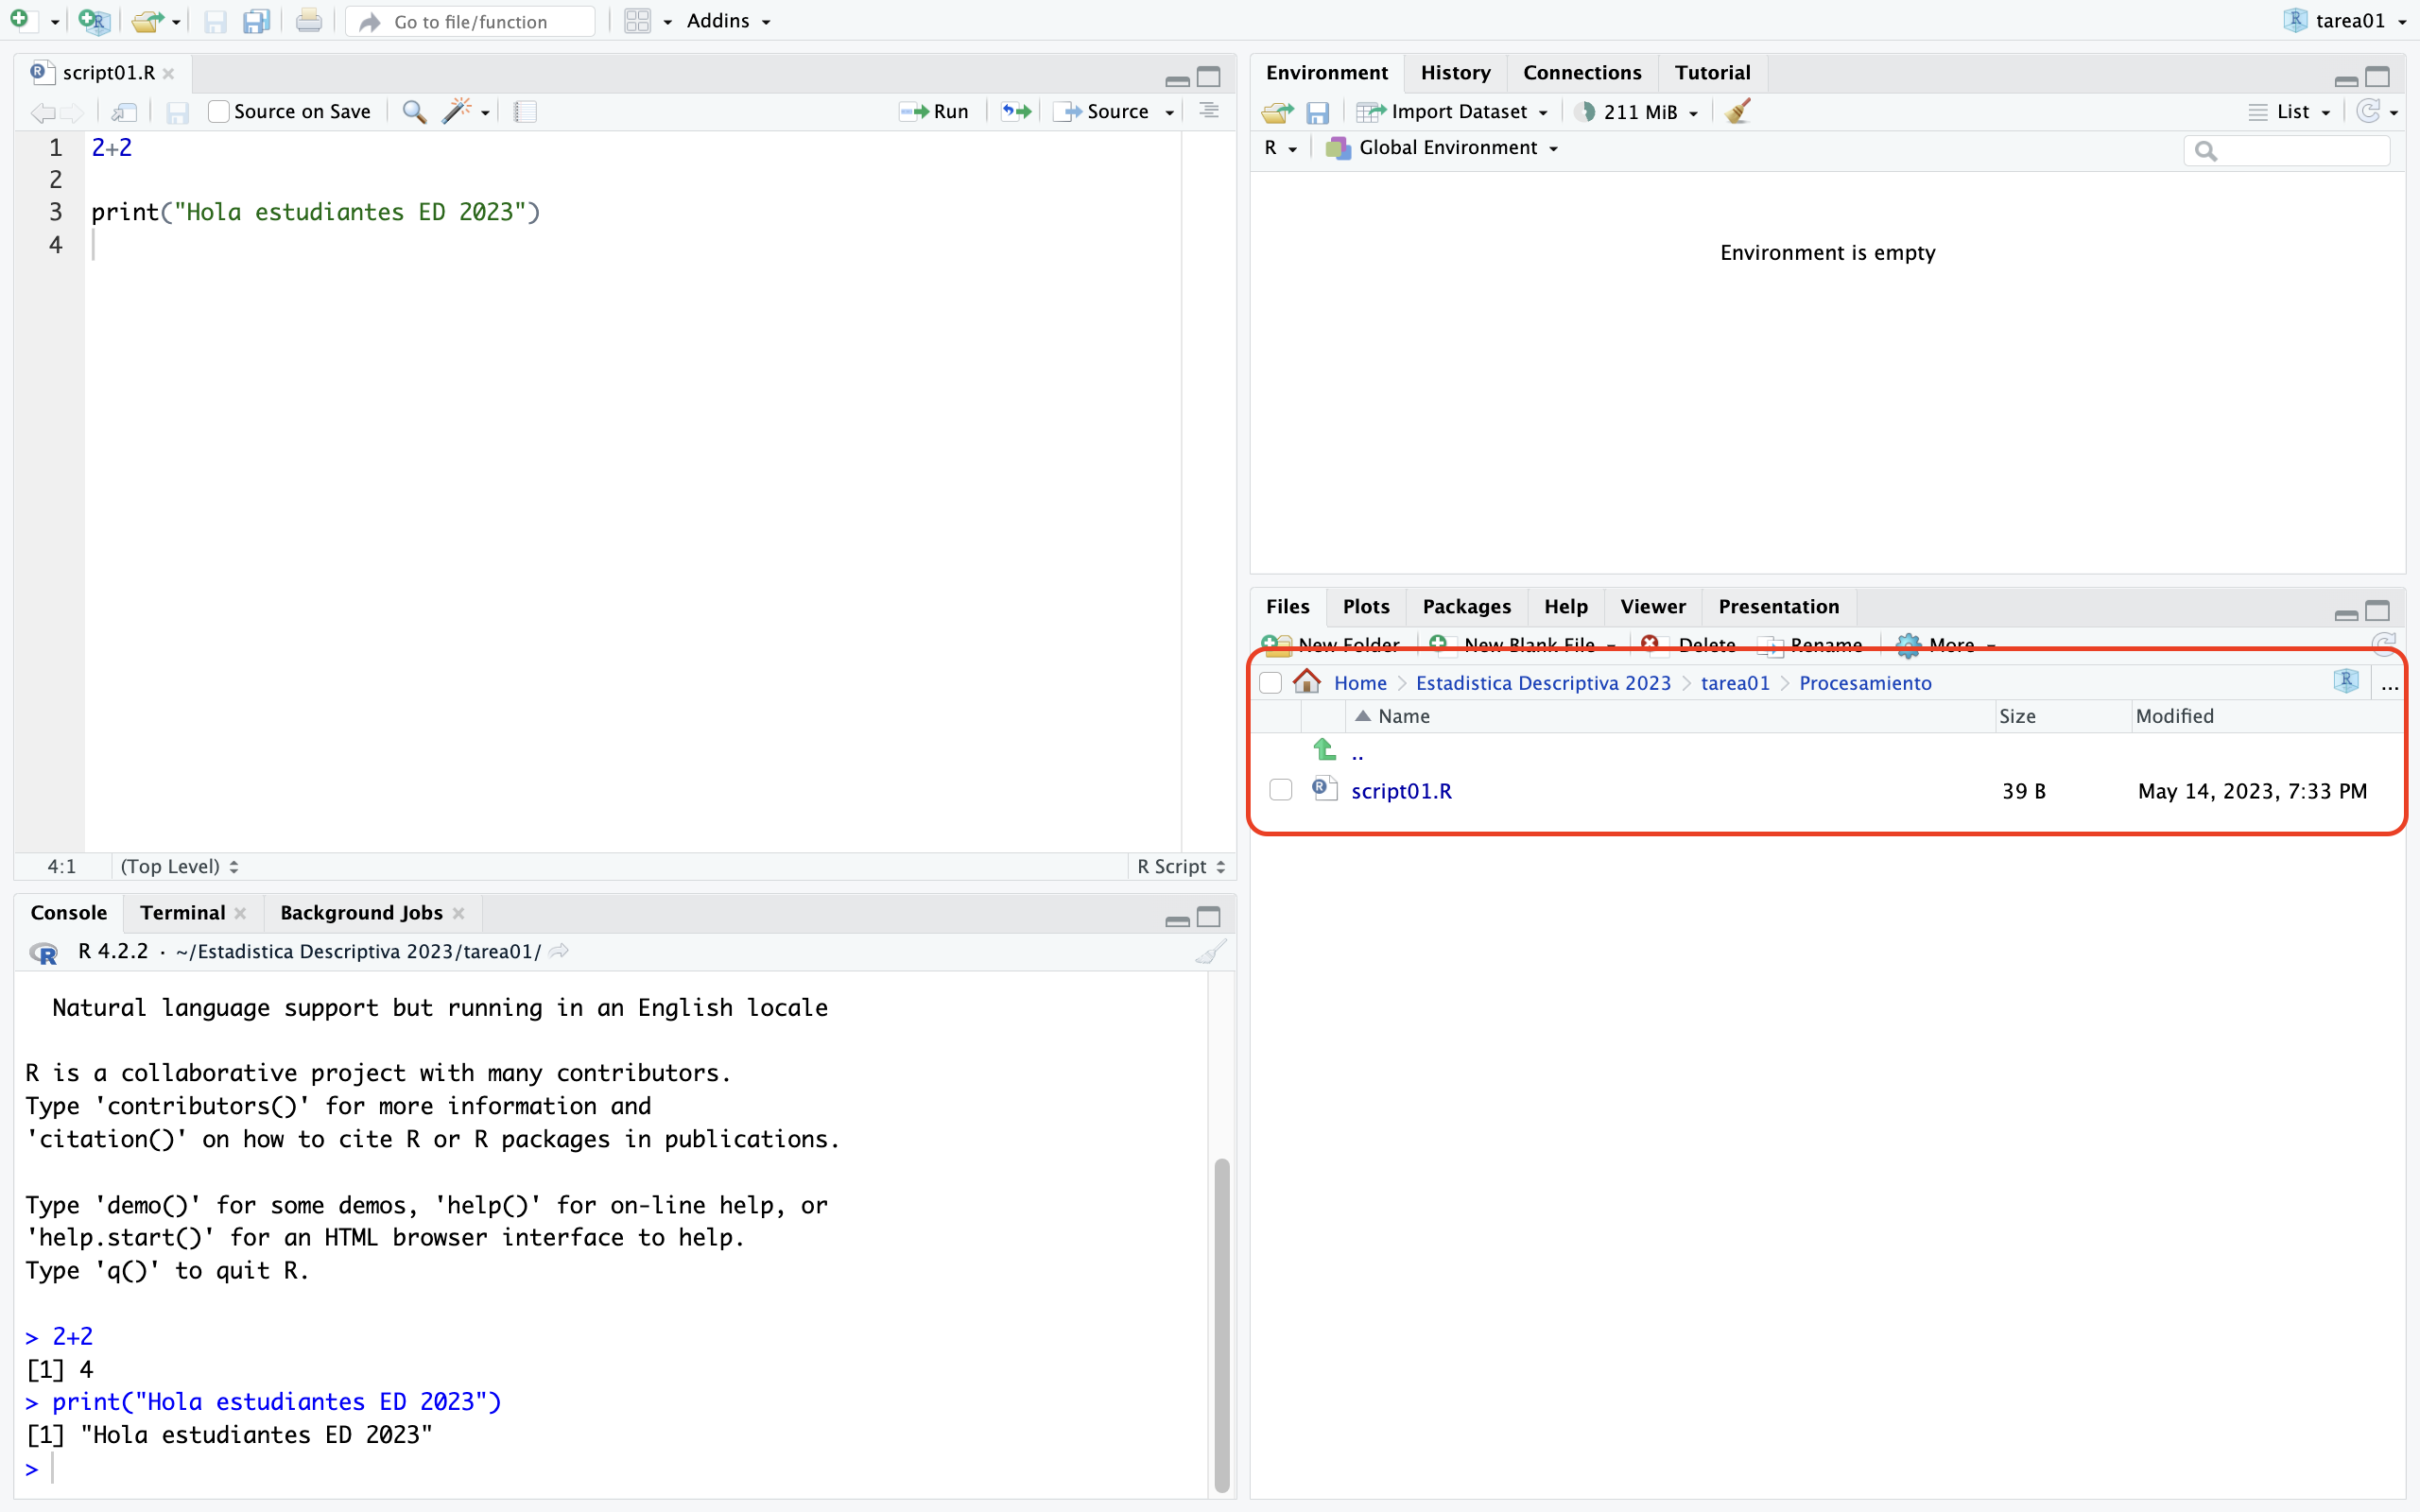 Go to file/function
Addins
tarea01
script01.R
Source on Save
Run
Source
1 2+2
2
3 print("Hola estudiantes ED 2023")
4
4:1 (Top Level) R Script
Console Terminal Background Jobs
R 4.2.2 · ~/Estadistica Descriptiva 2023/tarea01/
Natural language support but running in an English locale
R is a collaborative project with many contributors.
Type 'contributors()' for more information and
'citation()' on how to cite R or R packages in publications.
Type 'demo()' for some demos, 'help()' for on-line help, or
'help.start()' for an HTML browser interface to help.
Type 'q()' to quit R.
> 2+2
[1] 4
> print("Hola estudiantes ED 2023")
[1] "Hola estudiantes ED 2023"
>
Environment History Connections Tutorial
Import Dataset 211 MiB List
R Global Environment
Environment is empty
Files Plots Packages Help Viewer Presentation
New Folder New Blank File Delete Rename More
Home > Estadistica Descriptiva 2023 > tarea01 > Procesamiento ...
Name Size Modified
..
script01.R 39 B May 14, 2023, 7:33 PM